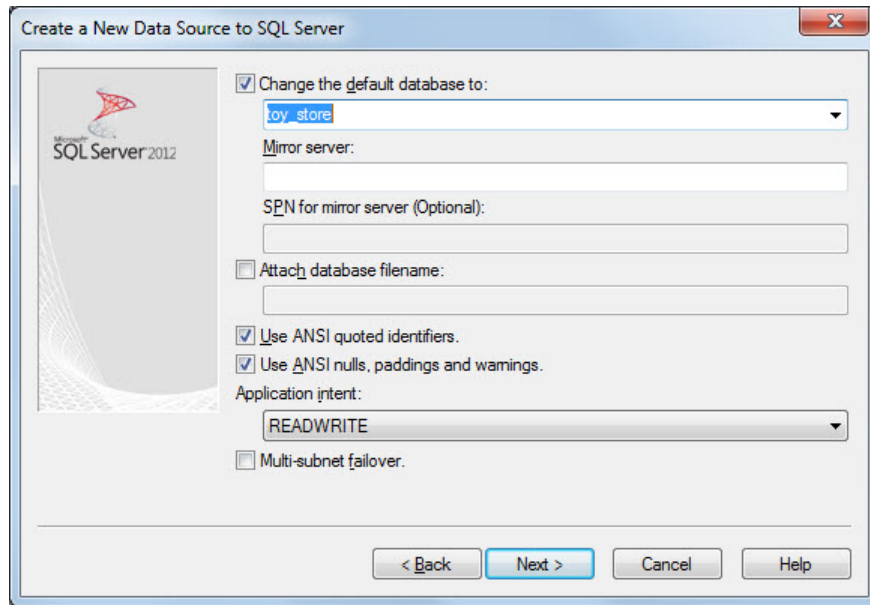 Create a New Data Source to SQL Server
Microsoft
SQL Server 2012
Change the default database to:
toy_store
Mirror server:
SPN for mirror server (Optional):
Attach database filename:
Use ANSI quoted identifiers.
Use ANSI nulls, paddings and warnings.
Application intent:
READWRITE
Multi-subnet failover.
< Back
Next >
Cancel
Help